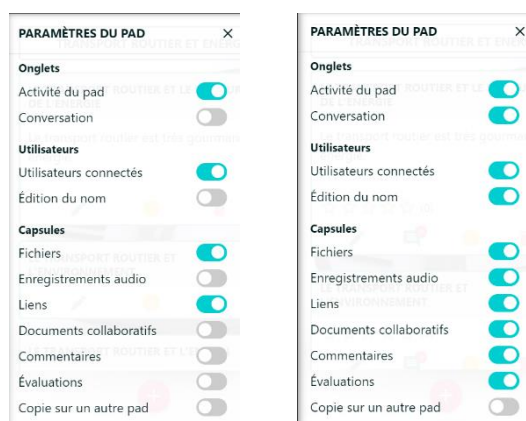 PARAMÈTRES DU PAD
Onglets
Activité du pad
Conversation
Utilisateurs
Utilisateurs connectés
Édition du nom
Capsules
Fichiers
Enregistrements audio
Liens
Documents collaboratifs
Commentaires
Évaluations
Copie sur un autre pad
PARAMÈTRES DU PAD
Onglets
Activité du pad
Conversation
Utilisateurs
Utilisateurs connectés
Édition du nom
Capsules
Fichiers
Enregistrements audio
Liens
Documents collaboratifs
Commentaires
Évaluations
Copie sur un autre pad